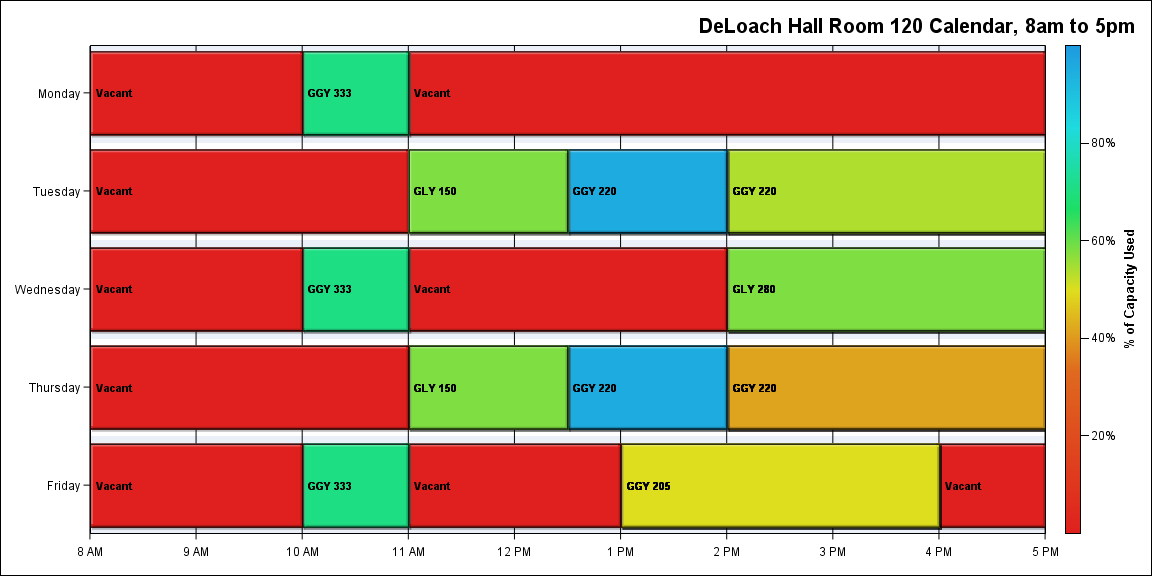 DeLoach Hall Room 120 Calendar, 8am to 5pm
Monday
Vacant
GGY 333
Vacant
Tuesday
Vacant
GLY 150
GGY 220
GGY 220
Wednesday
Vacant
GGY 333
Vacant
GLY 280
Thursday
Vacant
GLY 150
GGY 220
GGY 220
Friday
Vacant
GGY 333
Vacant
GGY 205
Vacant
8 AM 9 AM 10 AM 11 AM 12 PM 1 PM 2 PM 3 PM 4 PM 5 PM
80%
60%
40%
20%
% of Capacity Used